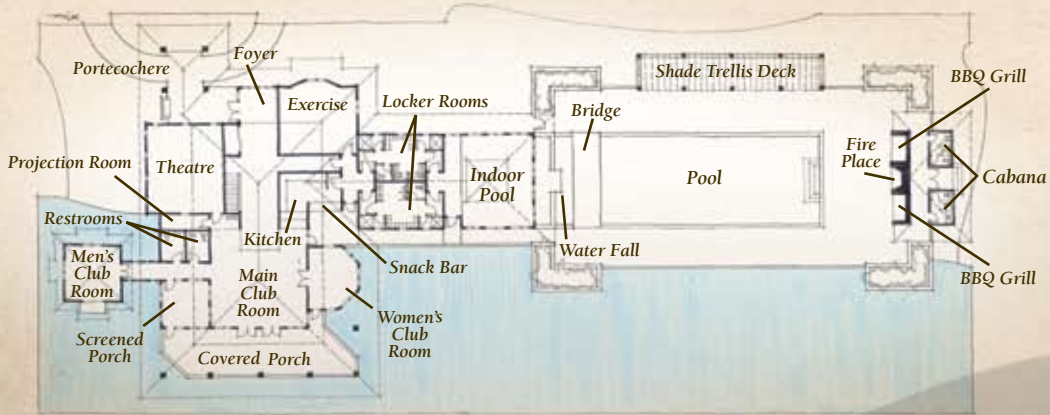 Portecochere
Foyer
Exercise
Locker Rooms
Shade Trellis Deck
BBQ Grill
Bridge
Projection Room
Theatre
Indoor
Pool
Pool
Fire
Place
Cabana
Restrooms
Kitchen
Water Fall
Snack Bar
BBQ Grill
Men's
Club
Room
Main
Club
Room
Women's
Club
Room
Screened
Porch
Covered Porch